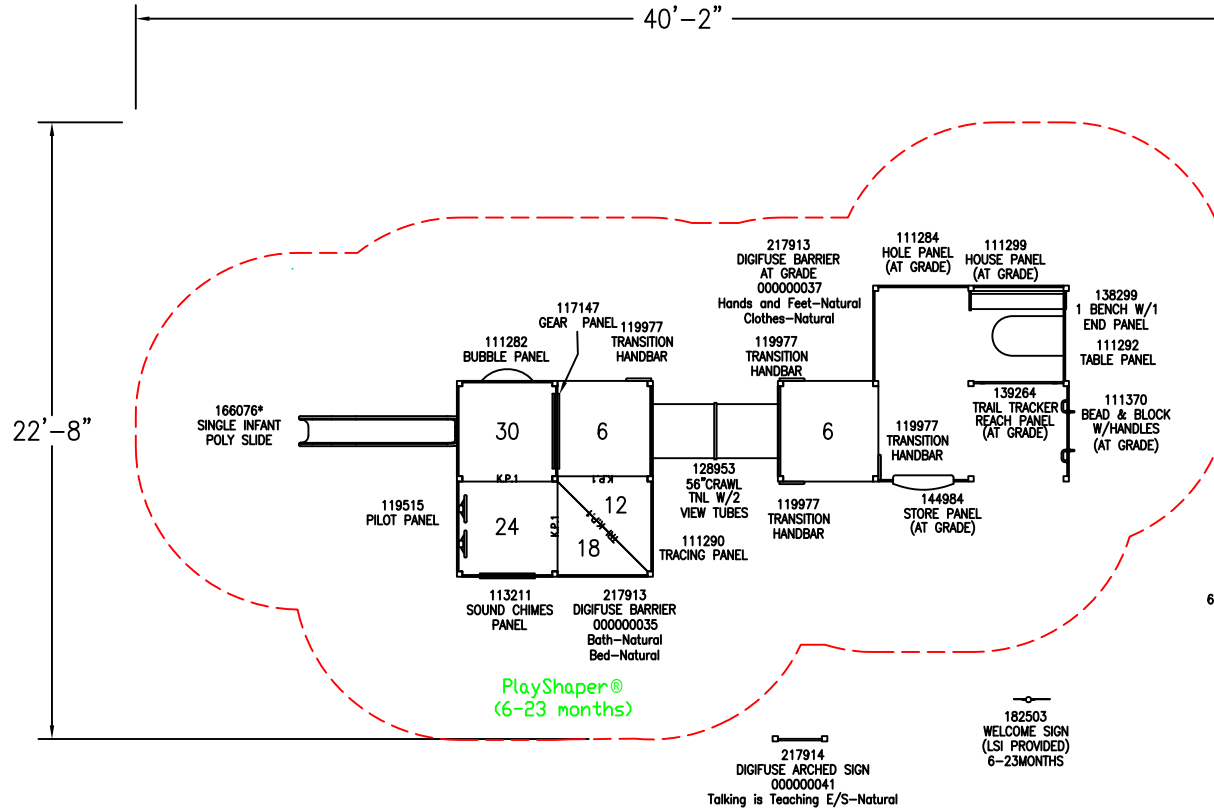 40'-2"
22'-8"
217913
DIGIFUSE BARRIER
AT GRADE
000000037
Hands and Feet-Natural
Clothes-Natural
111284
HOLE PANEL
(AT GRADE)
111299
HOUSE PANEL
(AT GRADE)
138299
1 BENCH W/1
END PANEL
111292
TABLE PANEL
117147
GEAR PANEL
119977
TRANSITION
HANDBAR
111282
BUBBLE PANEL
119977
TRANSITION
HANDBAR
166076*
SINGLE INFANT
POLY SLIDE
30
6
6
139264
TRAIL TRACKER
REACH PANEL
(AT GRADE)
111370
BEAD & BLOCK
W/HANDLES
(AT GRADE)
119977
TRANSITION
HANDBAR
128953
56"CRAWL
TNL W/2
VIEW TUBES
K.P.1
K.P.1
119515
PILOT PANEL
24
K.P.1
12
18
119977
TRANSITION
HANDBAR
144984
STORE PANEL
(AT GRADE)
111290
TRACING PANEL
113211
SOUND CHIMES
PANEL
217913
DIGIFUSE BARRIER
000000035
Bath-Natural
Bed-Natural
6
PlayShaper®
(6-23 months)
182503
WELCOME SIGN
(LSI PROVIDED)
6-23MONTHS
217914
DIGIFUSE ARCHED SIGN
000000041
Talking is Teaching E/S-Natural